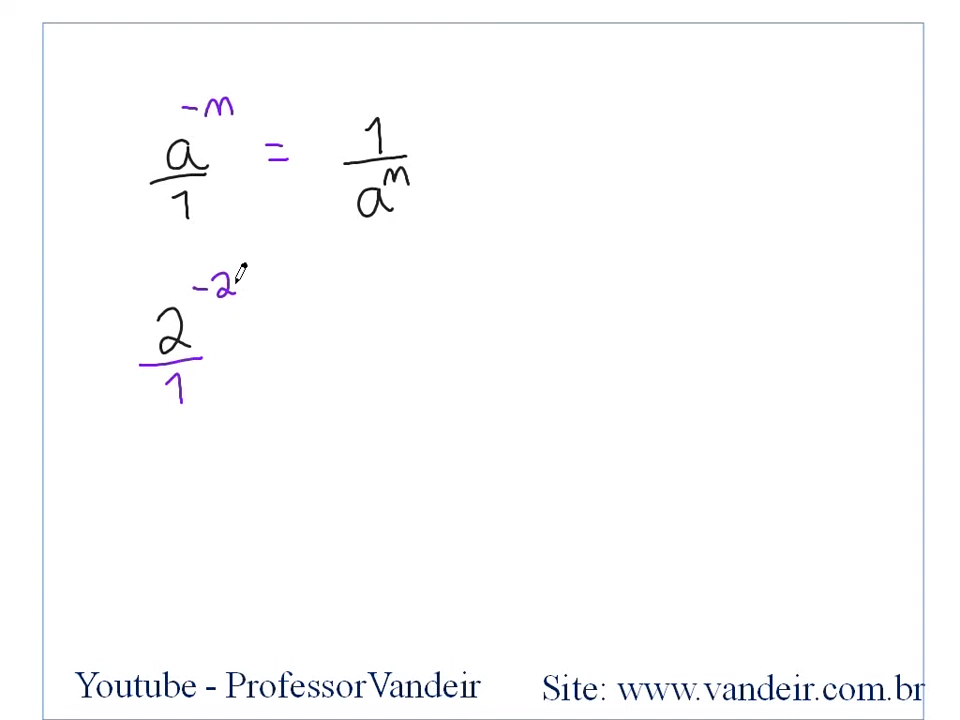 a^{-m}/1 = 1/a^m
2^{-2}/1
Youtube - ProfessorVandeir
Site: www.vandeir.com.br